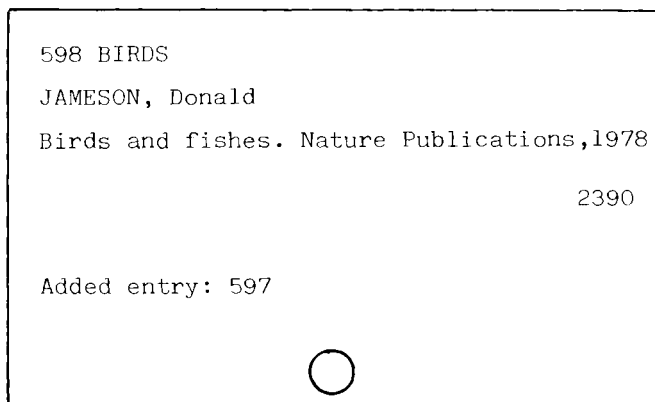 598 BIRDS
JAMESON, Donald
Birds and fishes. Nature Publications,1978
2390
Added entry: 597